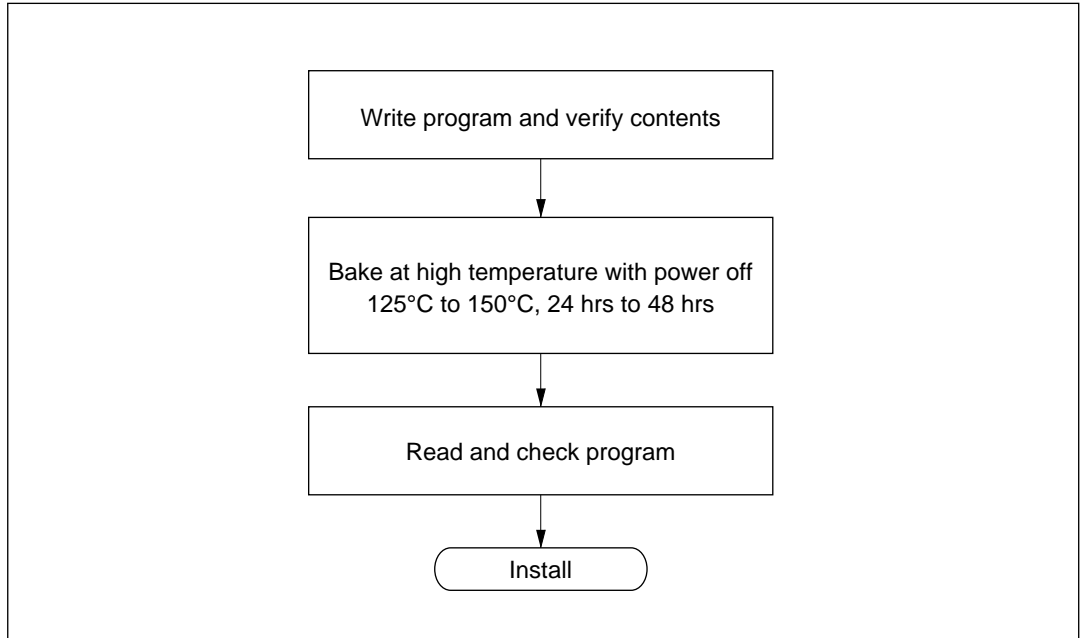 Write program and verify contents
Bake at high temperature with power off
125°C to 150°C, 24 hrs to 48 hrs
Read and check program
Install